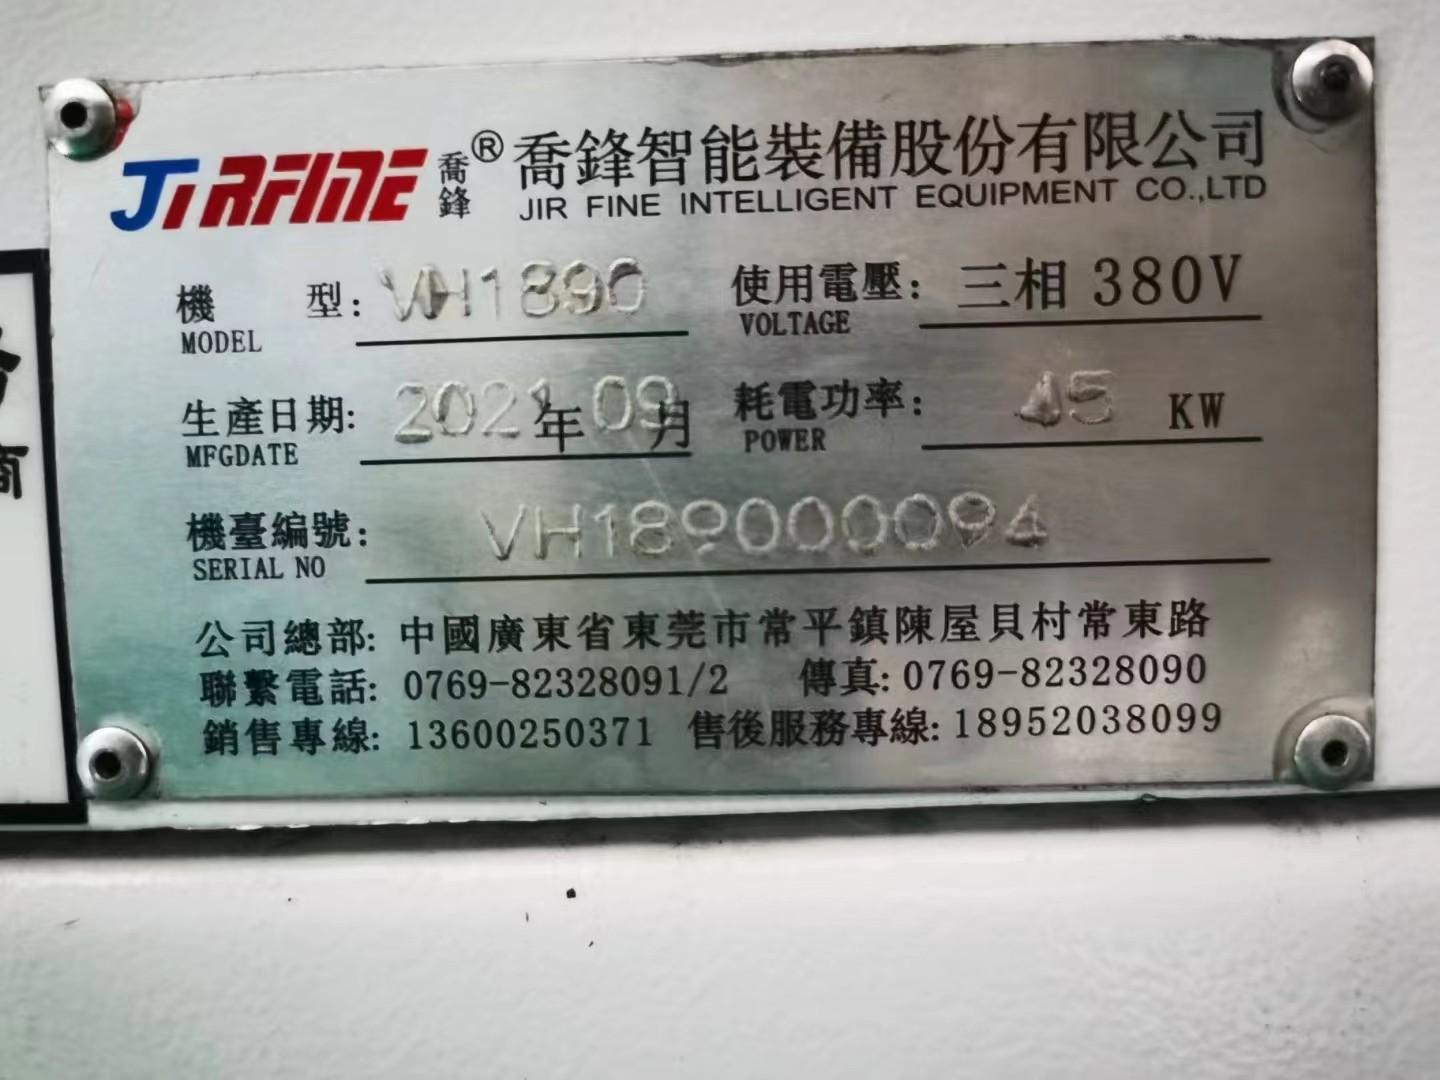 JIRFINE 喬鋒 ® 喬鋒智能裝備股份有限公司
JIR FINE INTELLIGENT EQUIPMENT CO.,LTD
機 型: VH1890 使用電壓: 三相 380V
MODEL VOLTAGE
生產日期: 2021年09月 耗電功率: 45 KW
MFGDATE POWER
機臺編號: VH1890000094
SERIAL NO
公司總部: 中國廣東省東莞市常平鎮陳屋貝村常東路
聯繫電話: 0769-82328091/2 傳真: 0769-82328090
銷售專線: 13600250371 售後服務專線: 18952038099
商